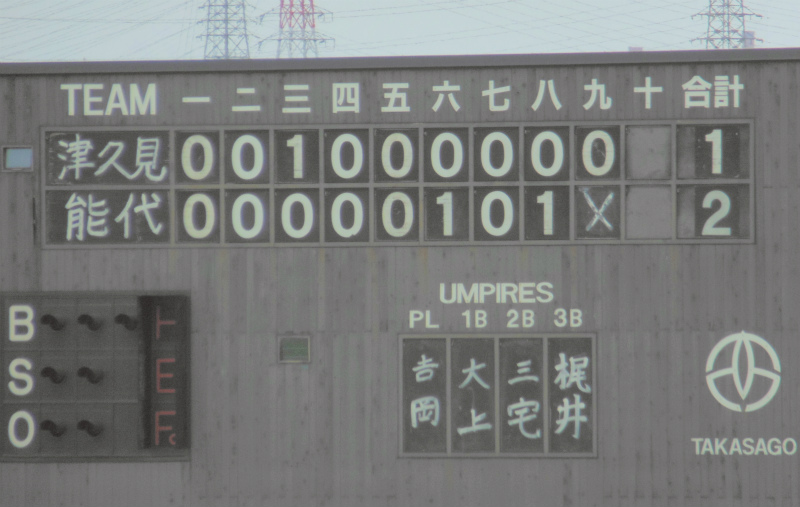 TEAM 一 二 三 四 五 六 七 八 九 十 合計
津久見 0 0 1 0 0 0 0 0 0 1
能代 0 0 0 0 0 1 0 1 X 2
UMPIRES
PL 1B 2B 3B
吉岡 大上 三宅 梶井
B H
S E
O Fc
TAKASAGO